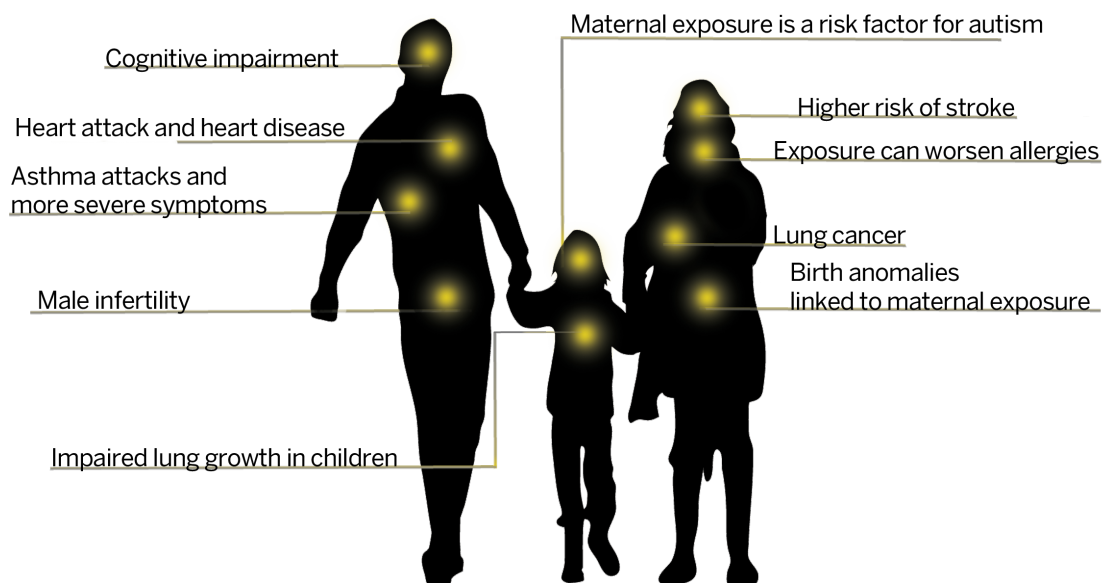 Maternal exposure is a risk factor for autism
Cognitive impairment
Heart attack and heart disease
Asthma attacks and
more severe symptoms
Male infertility
Impaired lung growth in children
Higher risk of stroke
Exposure can worsen allergies
Lung cancer
Birth anomalies
linked to maternal exposure